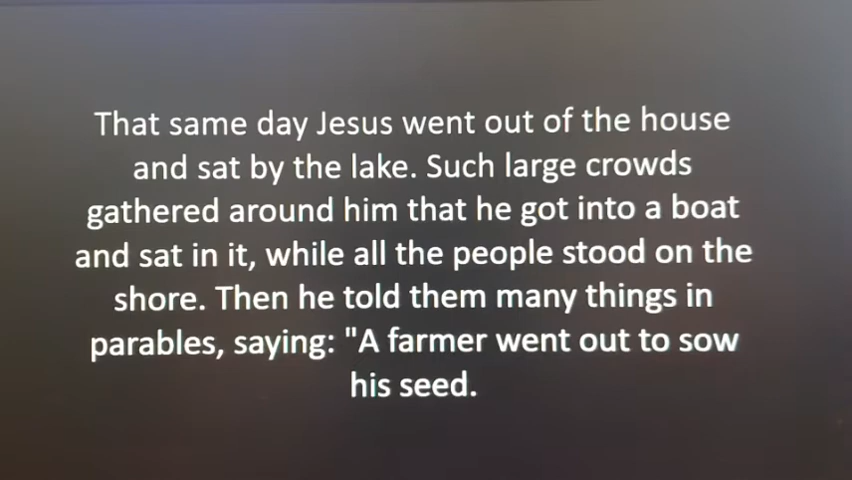 That same day Jesus went out of the house
and sat by the lake. Such large crowds
gathered around him that he got into a boat
and sat in it, while all the people stood on the
shore. Then he told them many things in
parables, saying: "A farmer went out to sow
his seed.